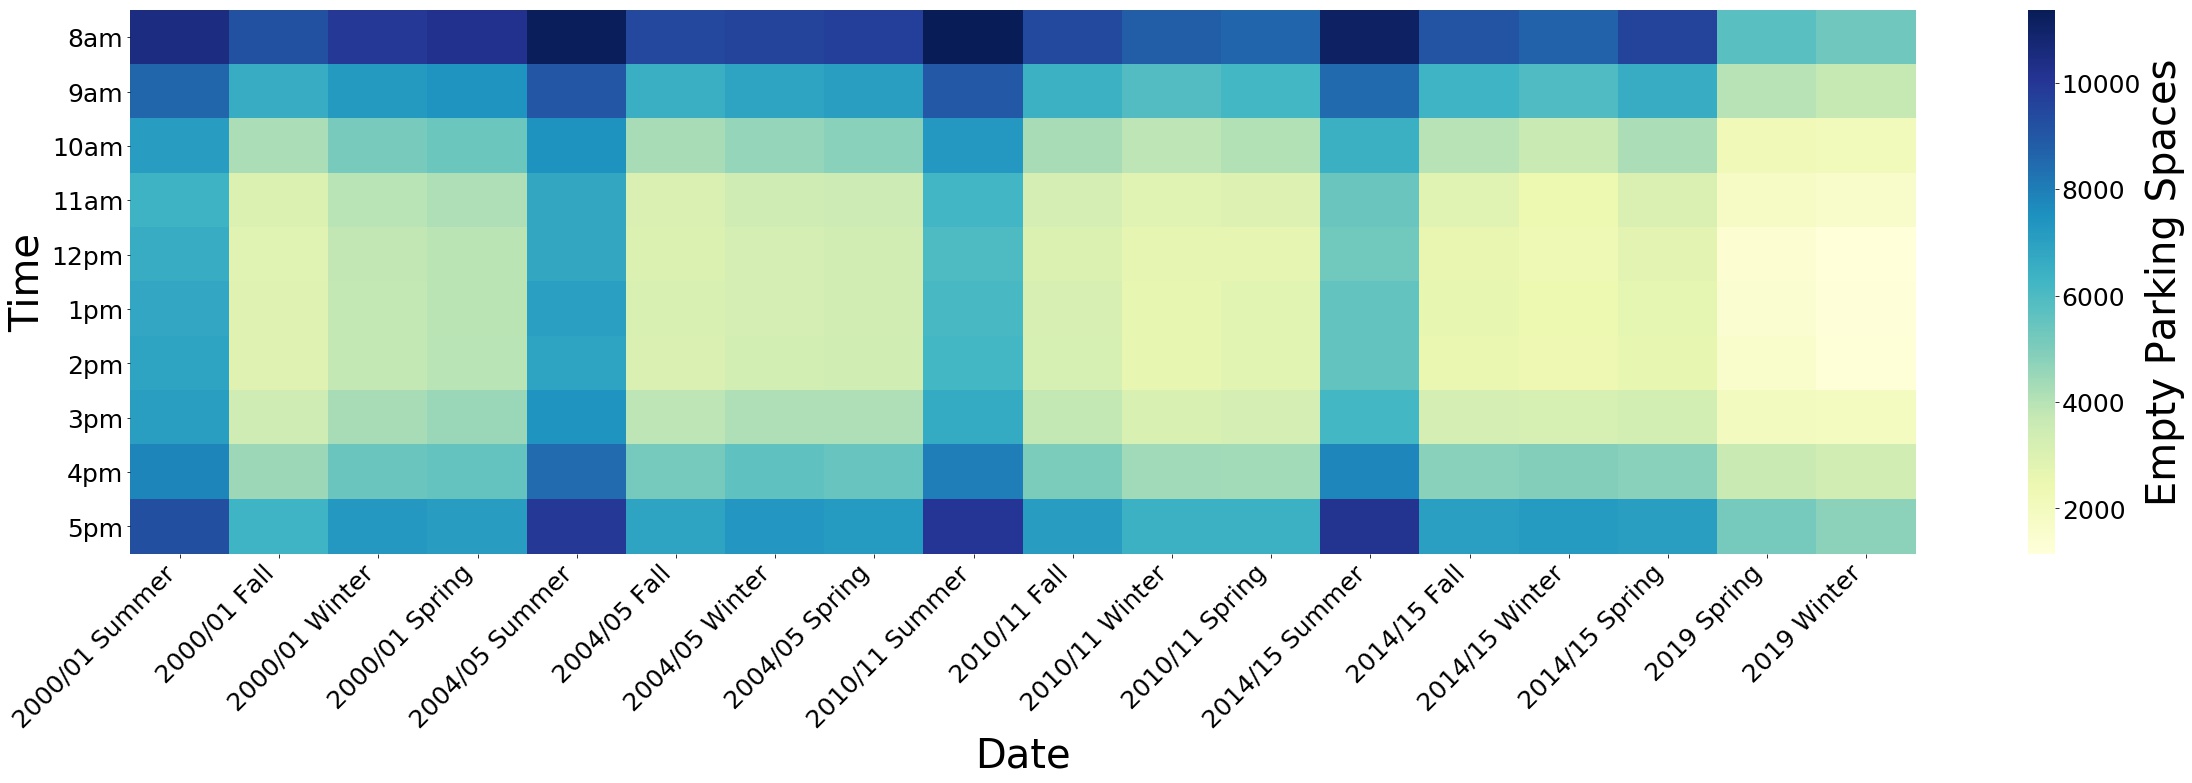 Time
8am
9am
10am
11am
12pm
1pm
2pm
3pm
4pm
5pm
2000/01 Summer
2000/01 Fall
2000/01 Winter
2000/01 Spring
2004/05 Summer
2004/05 Fall
2004/05 Winter
2004/05 Spring
2010/11 Summer
2010/11 Fall
2010/11 Winter
2010/11 Spring
2014/15 Summer
2014/15 Fall
2014/15 Winter
2014/15 Spring
2019 Spring
2019 Winter
Date
10000
8000
6000
4000
2000
Empty Parking Spaces